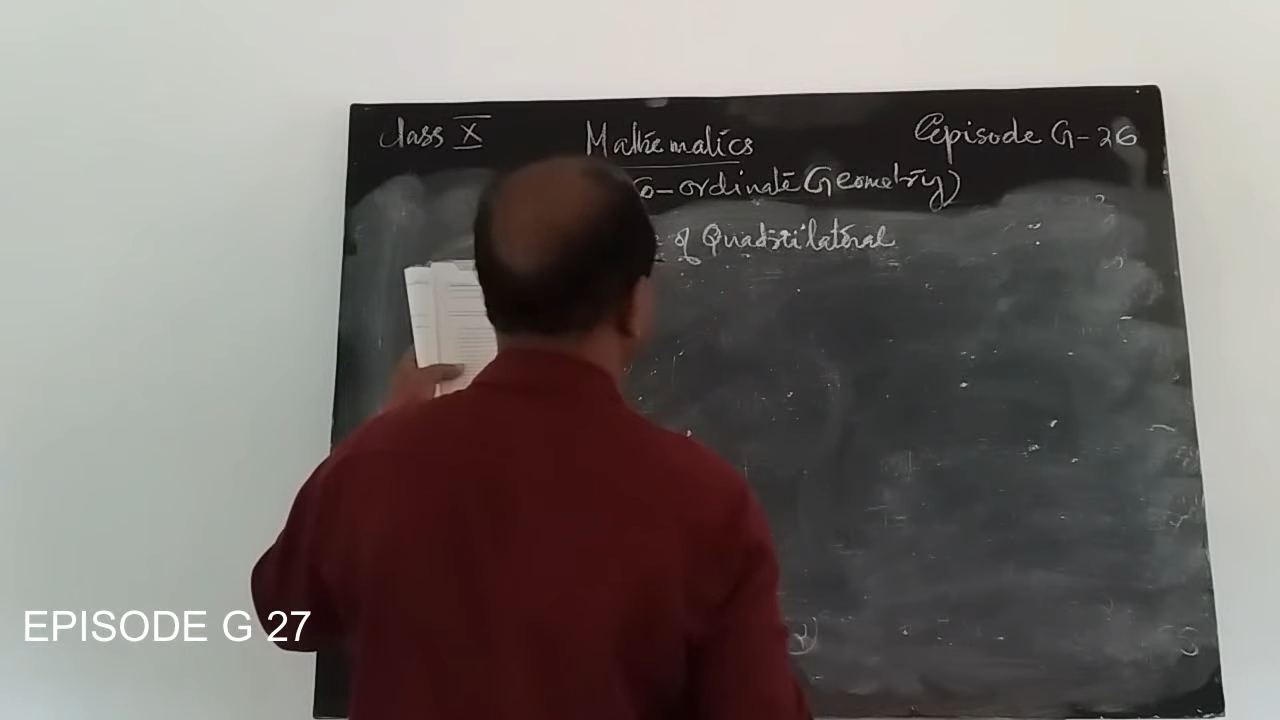 Class X Mathematics Episode G-26
Co-ordinate Geometry)
of Quadrilateral
EPISODE G 27